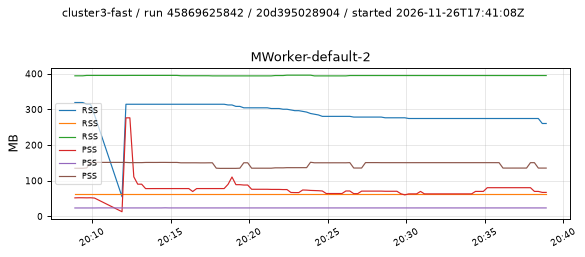 cluster3-fast / run 45869625842 / 20d395028904 / started 2026-11-26T17:41:08Z
MWorker-default-2
MB
400
300
200
100
0
RSS
RSS
RSS
PSS
PSS
PSS
20:10
20:15
20:20
20:25
20:30
20:35
20:40